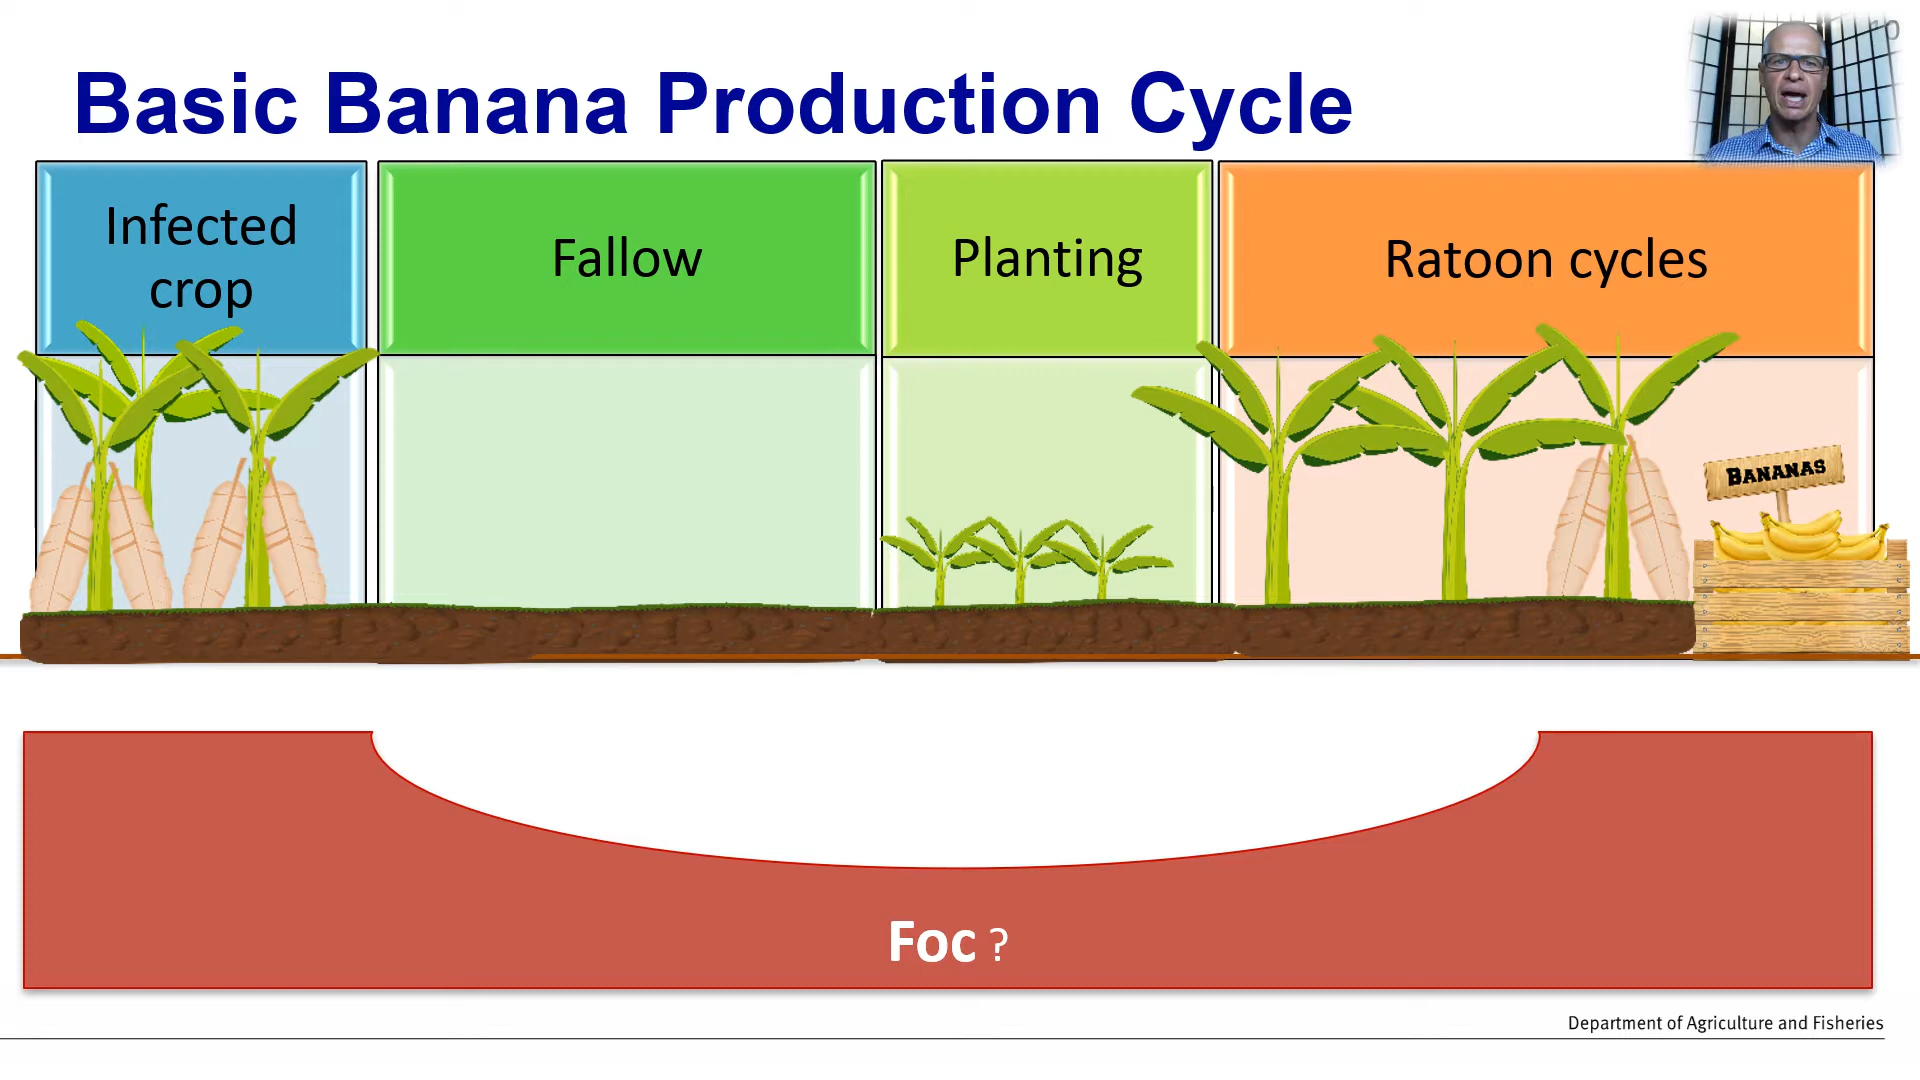 Basic Banana Production Cycle
Infected
crop
Fallow
Planting
Ratoon cycles
BANANAS
Foc ?
Department of Agriculture and Fisheries